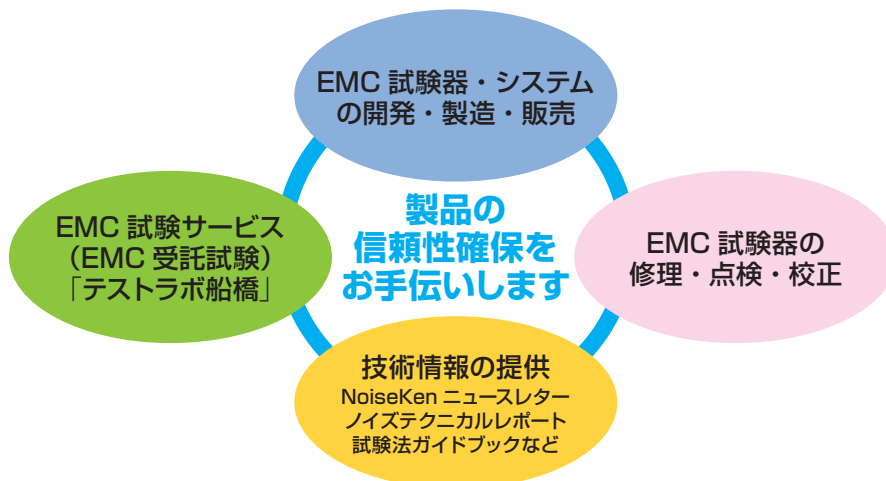 EMC 試験器・システム
の開発・製造・販売
EMC 試験サービス
（EMC 受託試験）
「テストラボ船橋」
製品の
信頼性確保を
お手伝いします
EMC 試験器の
修理・点検・校正
技術情報の提供
NoiseKen ニュースレター
ノイズテクニカルレポート
試験法ガイドブックなど